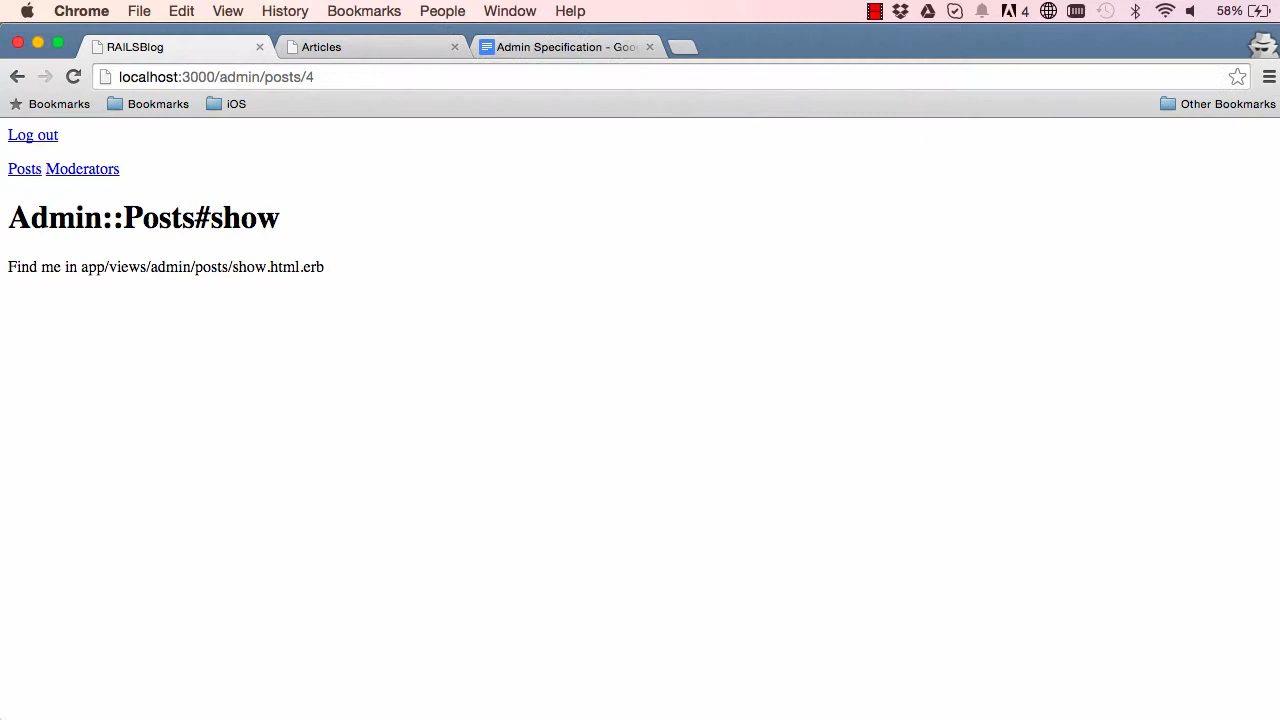 Chrome File Edit View History Bookmarks People Window Help 4 58%
RAILSBlog Articles Admin Specification - Goo
localhost:3000/admin/posts/4
Bookmarks Bookmarks iOS Other Bookmarks
Log out
Posts Moderators
Admin::Posts#show
Find me in app/views/admin/posts/show.html.erb